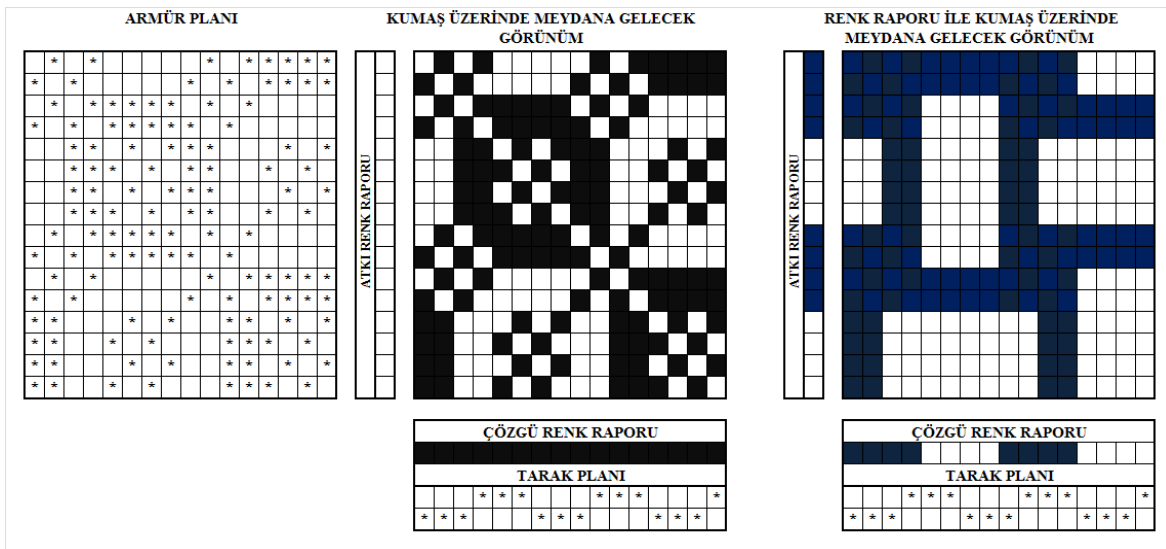 ARMÜR PLANI
KUMAŞ ÜZERİNDE MEYDANA GELECEK
GÖRÜNÜM
RENK RAPORU İLE KUMAŞ ÜZERİNDE
MEYDANA GELECEK GÖRÜNÜM
ATKI RENK RAPORU
ATKI RENK RAPORU
ÇÖZGÜ RENK RAPORU
TARAK PLANI
ÇÖZGÜ RENK RAPORU
TARAK PLANI